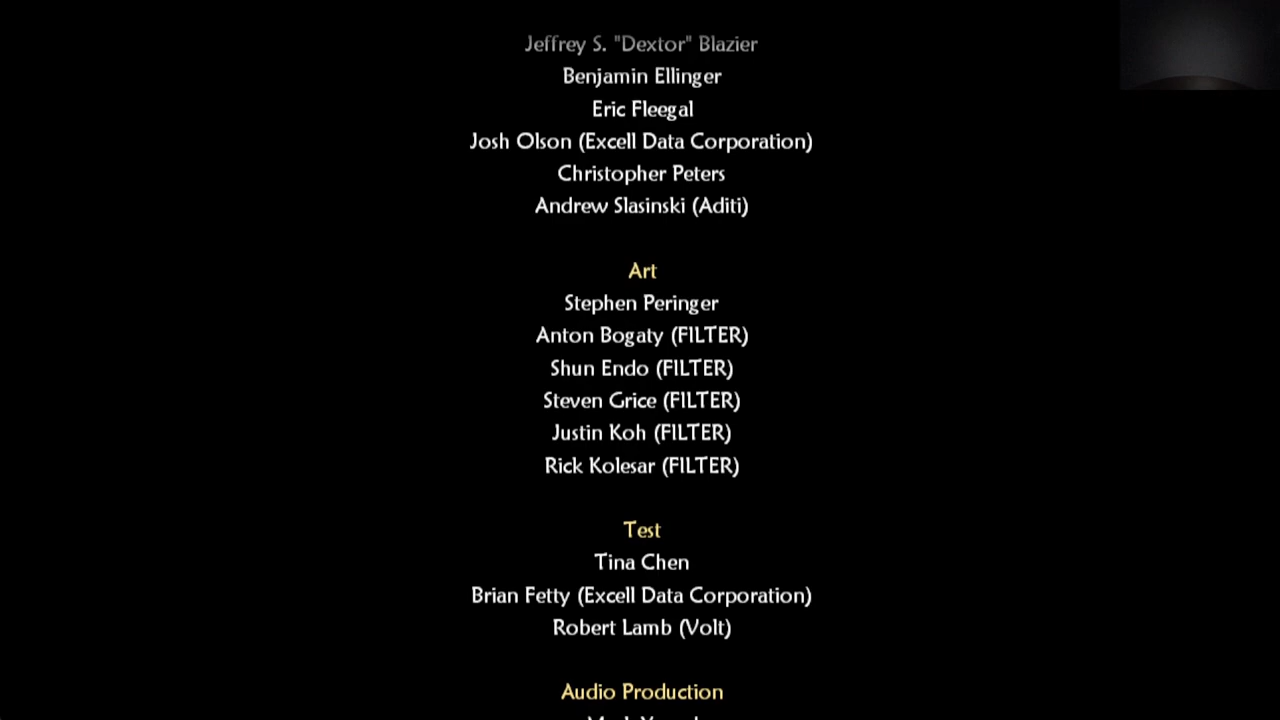 Jeffrey S. "Dextor" Blazier
Benjamin Ellinger
Eric Fleegal
Josh Olson (Excell Data Corporation)
Christopher Peters
Andrew Slasinski (Aditi)
Art
Stephen Peringer
Anton Bogaty (FILTER)
Shun Endo (FILTER)
Steven Grice (FILTER)
Justin Koh (FILTER)
Rick Kolesar (FILTER)
Test
Tina Chen
Brian Fetty (Excell Data Corporation)
Robert Lamb (Volt)
Audio Production